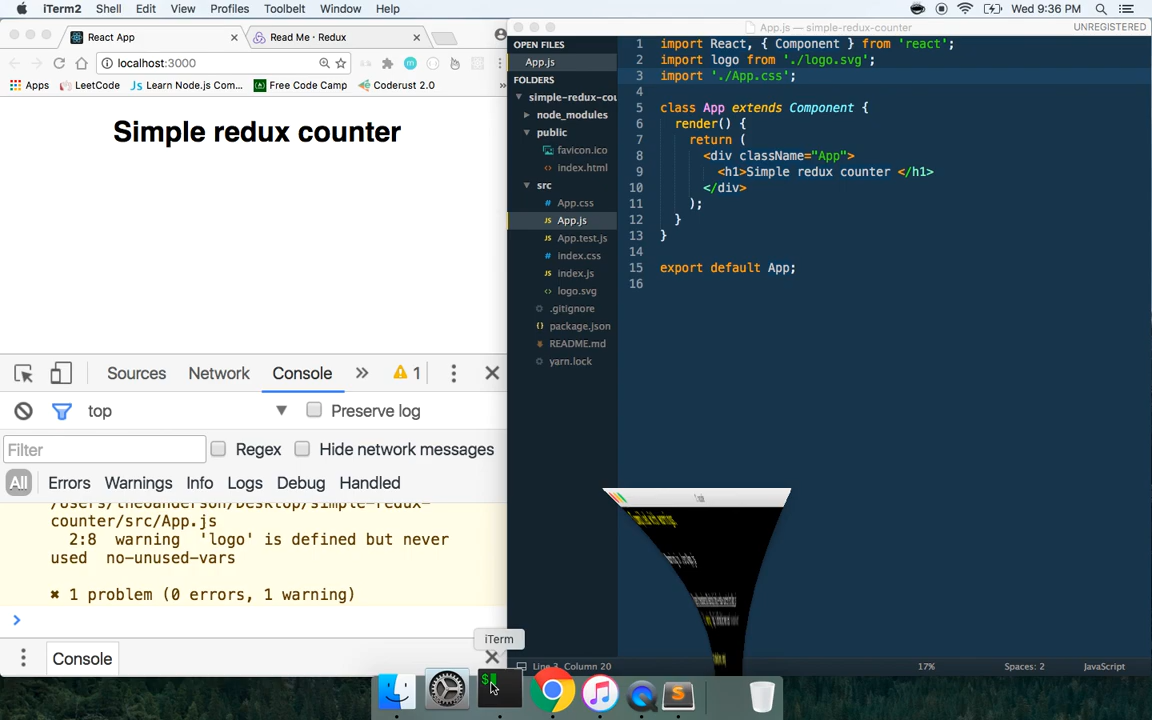 iTerm2 Shell Edit View Profiles Toolbelt Window Help Wed 9:36 PM
React App Read Me · Redux
localhost:3000
Apps LeetCode Learn Node.js Com... Free Code Camp Coderust 2.0 »
Simple redux counter
Sources Network Console » 1
top Preserve log
Filter Regex Hide network messages
All Errors Warnings Info Logs Debug Handled
counter/src/App.js
2:8 warning 'logo' is defined but never
used no-unused-vars
✖ 1 problem (0 errors, 1 warning)
>
Console
App.js — simple-redux-counter UNREGISTERED
OPEN FILES
App.js
FOLDERS
simple-redux-cou
node_modules
public
favicon.ico
index.html
src
App.css
App.js
App.test.js
index.css
index.js
logo.svg
.gitignore
package.json
README.md
yarn.lock
1 import React, { Component } from 'react';
2 import logo from './logo.svg';
3 import './App.css';
4
5 class App extends Component {
6 render() {
7 return (
8 <div className="App">
9 <h1>Simple redux counter </h1>
10 </div>
11 );
12 }
13 }
14
15 export default App;
16
Line 3, Column 20 17% Spaces: 2 JavaScript
iTerm
$